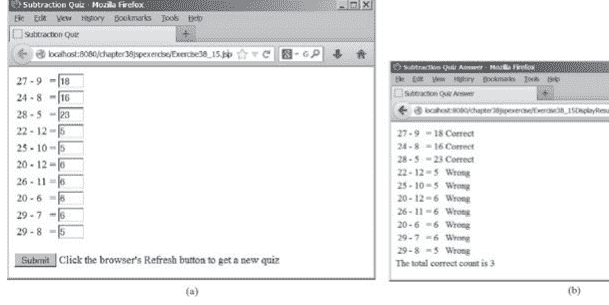 Subtraction Quiz - Mozilla Firefox
File Edit View History Bookmarks Tools Help
Subtraction Quiz
localhost:8080/chapter38jspexercise/Exercise38_15.jsp
27 - 9 = 18
24 - 8 = 16
28 - 5 = 23
22 - 12 = 5
25 - 10 = 5
20 - 12 = 6
26 - 11 = 6
20 - 6 = 6
29 - 7 = 6
29 - 8 = 5
Submit Click the browser's Refresh button to get a new quiz
(a)
Subtraction Quiz Answer - Mozilla Firefox
File Edit View History Bookmarks Tools Help
Subtraction Quiz Answer
localhost:8080/chapter38jspexercise/Exercise38_15DisplayResu
27 - 9 = 18 Correct
24 - 8 = 16 Correct
28 - 5 = 23 Correct
22 - 12 = 5 Wrong
25 - 10 = 5 Wrong
20 - 12 = 6 Wrong
26 - 11 = 6 Wrong
20 - 6 = 6 Wrong
29 - 7 = 6 Wrong
29 - 8 = 5 Wrong
The total correct count is 3
(b)